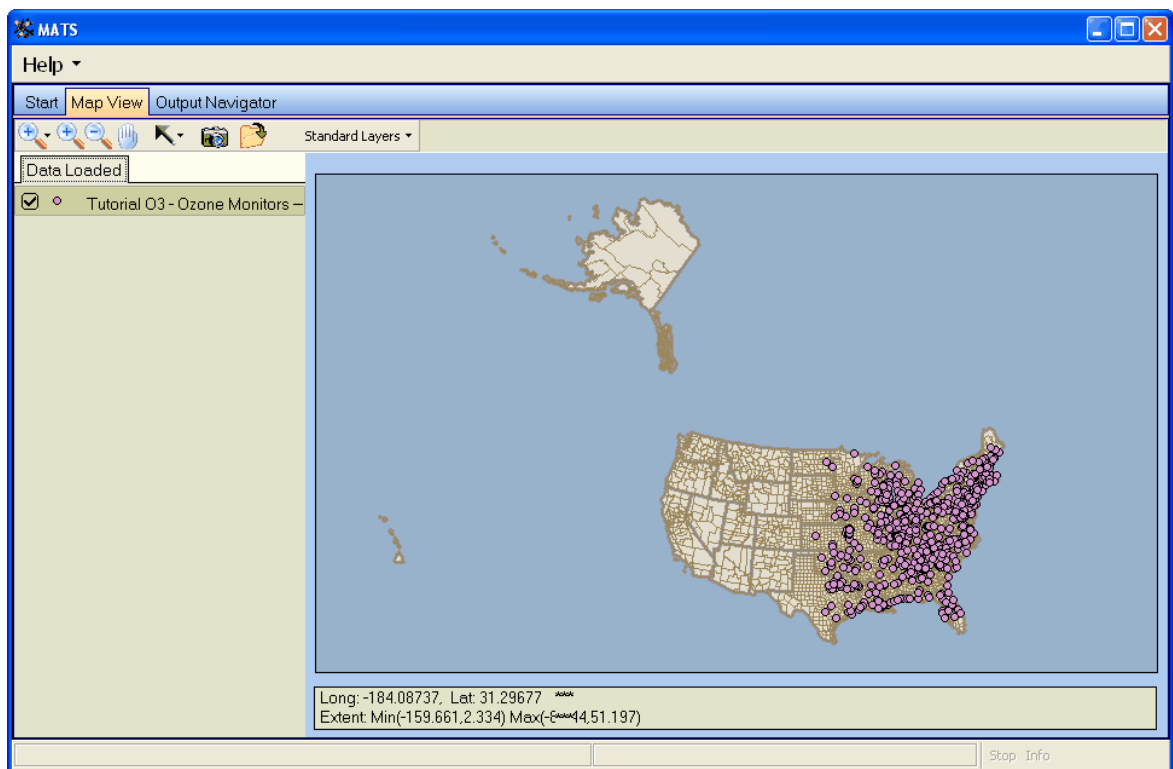 MATS
Help
Start Map View Output Navigator
Standard Layers
Data Loaded
Tutorial O3 - Ozone Monitors —
Long: -184.08737, Lat: 31.29677 ***
Extent: Min(-159.661,2.334) Max(- 44,51.197)
Stop Info